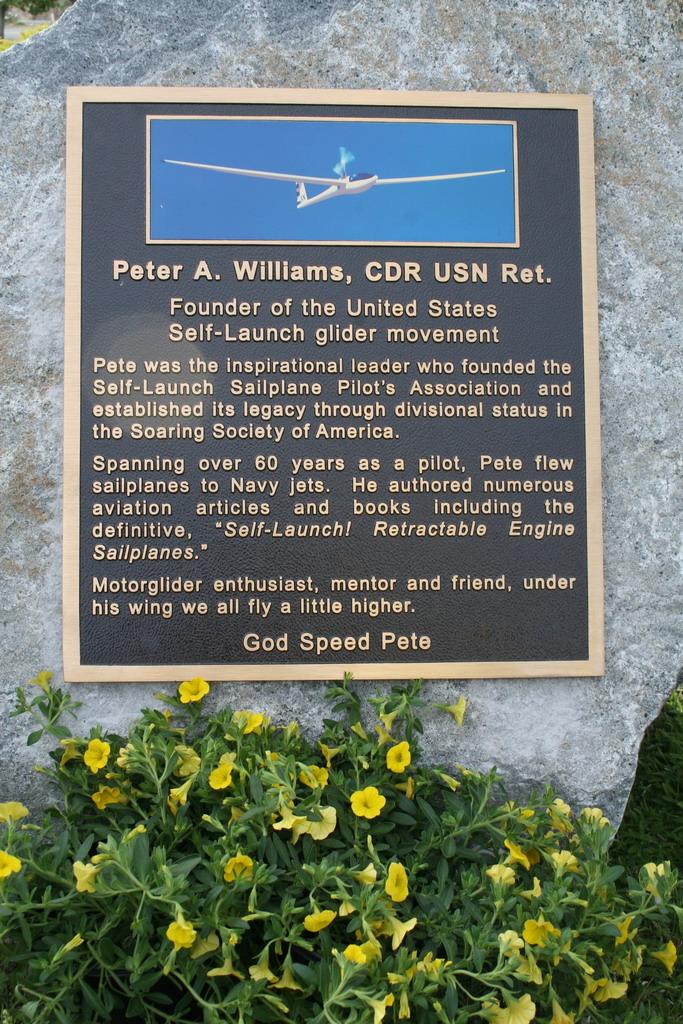 Peter A. Williams, CDR USN Ret.
Founder of the United States
Self-Launch glider movement
Pete was the inspirational leader who founded the
Self-Launch Sailplane Pilot's Association and
established its legacy through divisional status in
the Soaring Society of America.
Spanning over 60 years as a pilot, Pete flew
sailplanes to Navy jets. He authored numerous
aviation articles and books including the
definitive, "Self-Launch! Retractable Engine
Sailplanes."
Motorglider enthusiast, mentor and friend, under
his wing we all fly a little higher.
God Speed Pete